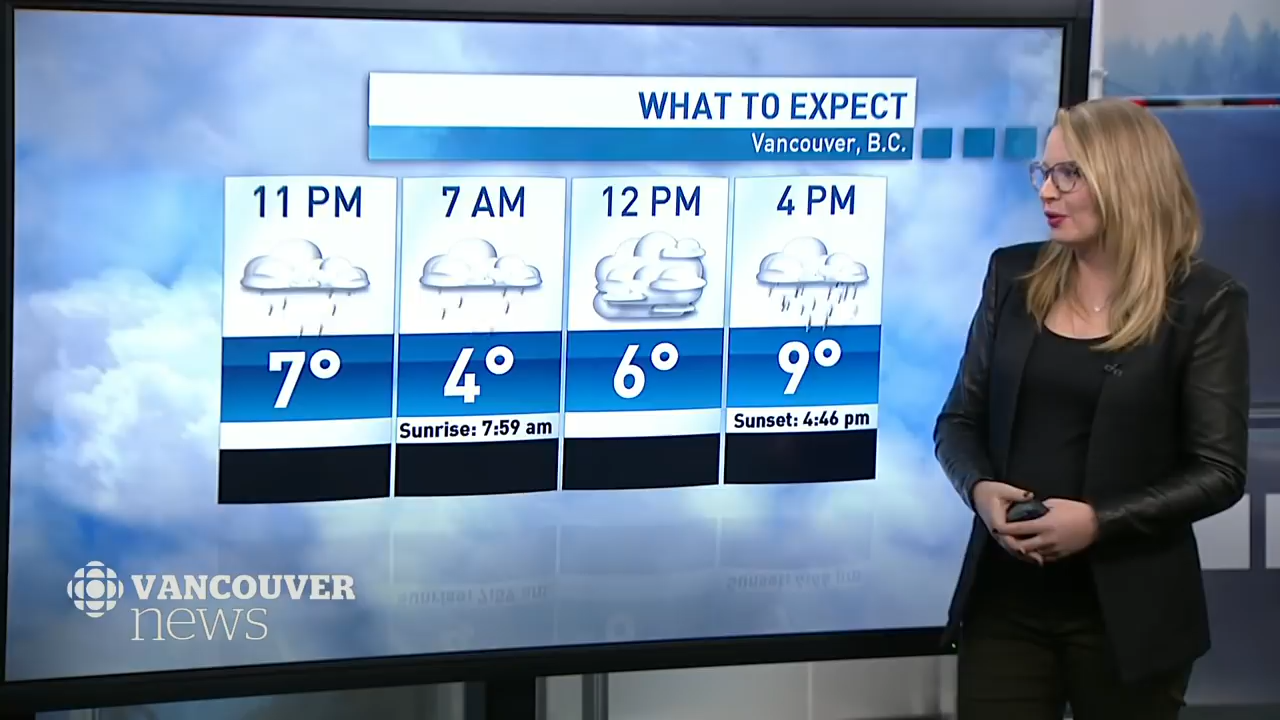 WHAT TO EXPECT
Vancouver, B.C.
11 PM
7 AM
12 PM
4 PM
7°
4°
6°
9°
Sunrise: 7:59 am
Sunset: 4:46 pm
VANCOUVER
news